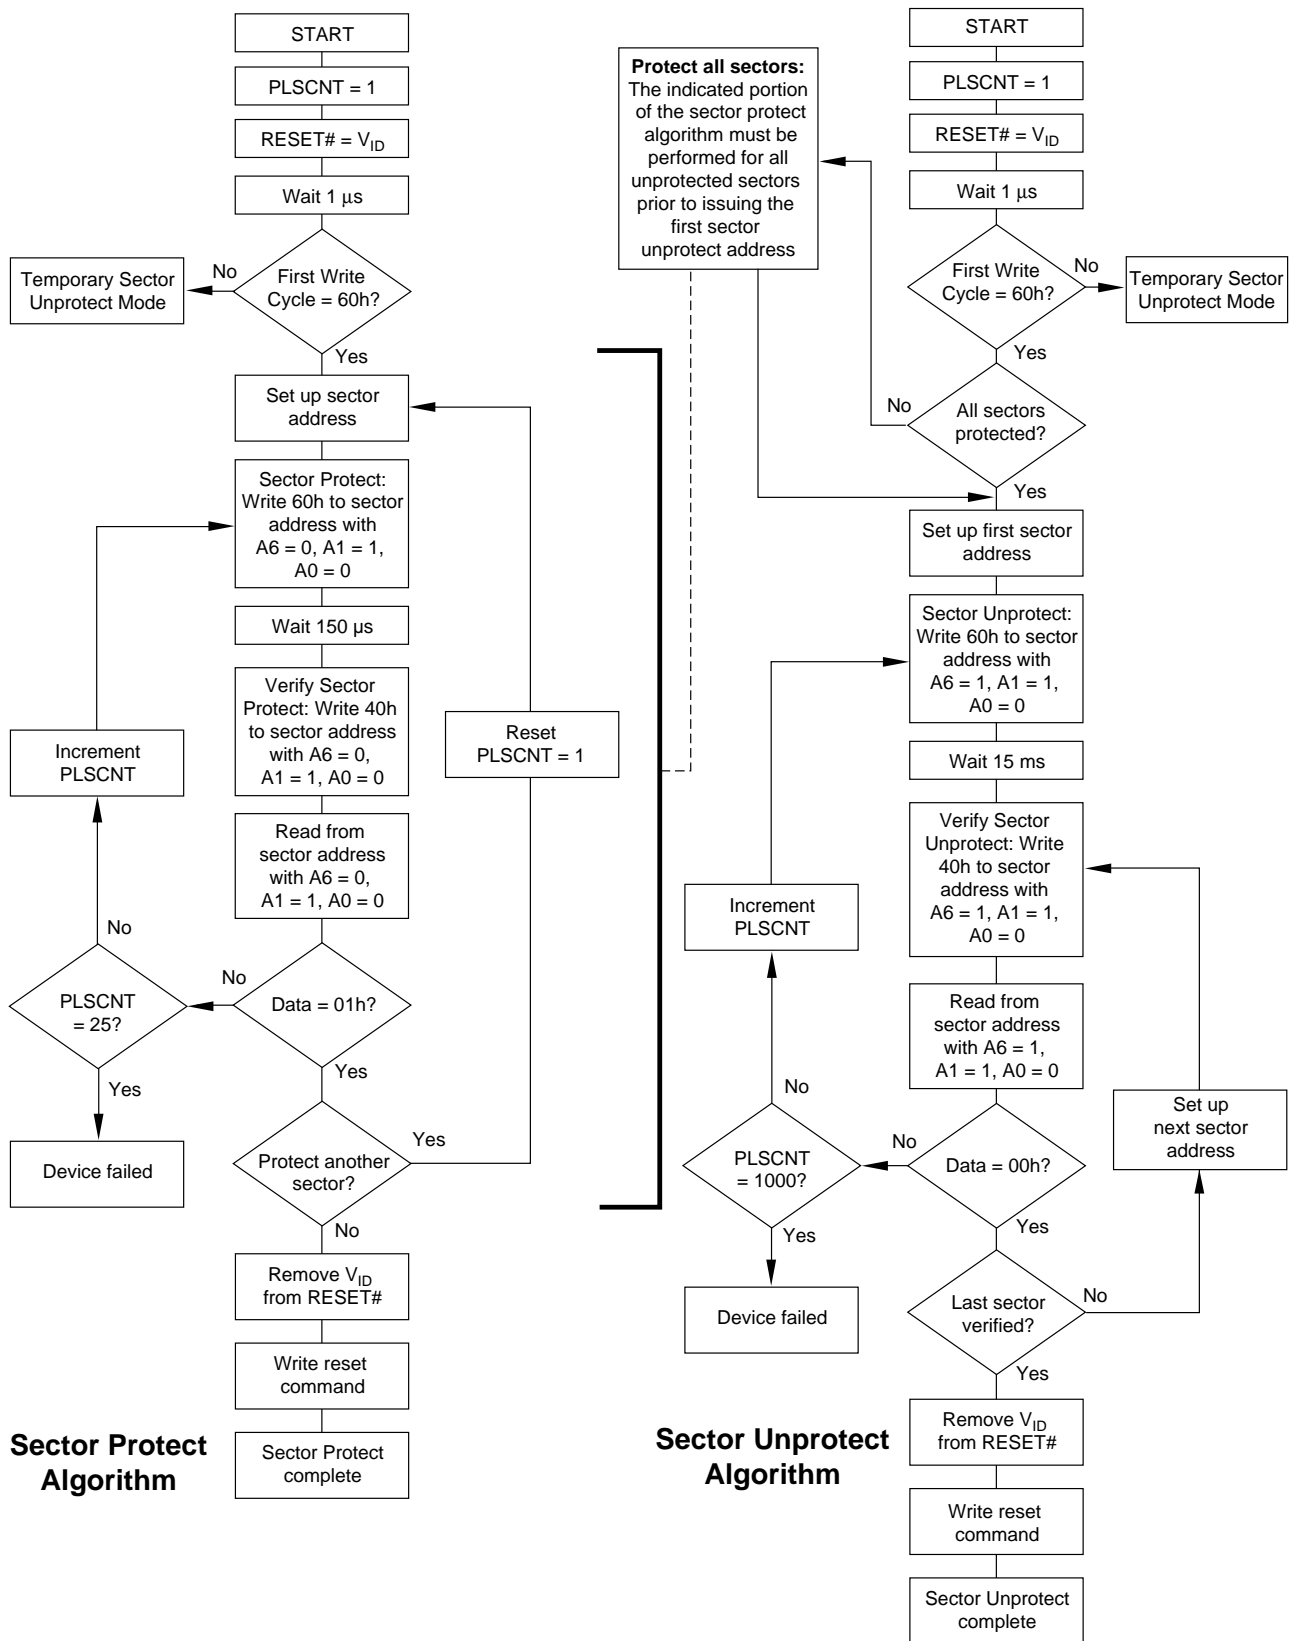 START
PLSCNT = 1
RESET# = VID
Wait 1 μs
First Write
Cycle = 60h?
No
Temporary Sector
Unprotect Mode
Yes
Set up sector
address
Sector Protect:
Write 60h to sector
address with
A6 = 0, A1 = 1,
A0 = 0
Wait 150 µs
Verify Sector
Protect: Write 40h
to sector address
with A6 = 0,
A1 = 1, A0 = 0
Reset
PLSCNT = 1
Increment
PLSCNT
Read from
sector address
with A6 = 0,
A1 = 1, A0 = 0
No
No
Data = 01h?
PLSCNT
= 25?
Yes
Yes
Device failed
Yes
Protect another
sector?
No
Remove VID
from RESET#
Write reset
command
Sector Protect
complete
Sector Protect
Algorithm
START
Protect all sectors:
The indicated portion
of the sector protect
algorithm must be
performed for all
unprotected sectors
prior to issuing the
first sector
unprotect address
PLSCNT = 1
RESET# = VID
Wait 1 μs
First Write
Cycle = 60h?
No
Temporary Sector
Unprotect Mode
Yes
No
All sectors
protected?
Yes
Set up first sector
address
Sector Unprotect:
Write 60h to sector
address with
A6 = 1, A1 = 1,
A0 = 0
Wait 15 ms
Verify Sector
Unprotect: Write
40h to sector
address with
A6 = 1, A1 = 1,
A0 = 0
Increment
PLSCNT
Read from
sector address
with A6 = 1,
A1 = 1, A0 = 0
No
No
Data = 00h?
PLSCNT
= 1000?
Set up
next sector
address
Yes
Yes
Device failed
Last sector
verified?
No
Yes
Remove VID
from RESET#
Write reset
command
Sector Unprotect
complete
Sector Unprotect
Algorithm